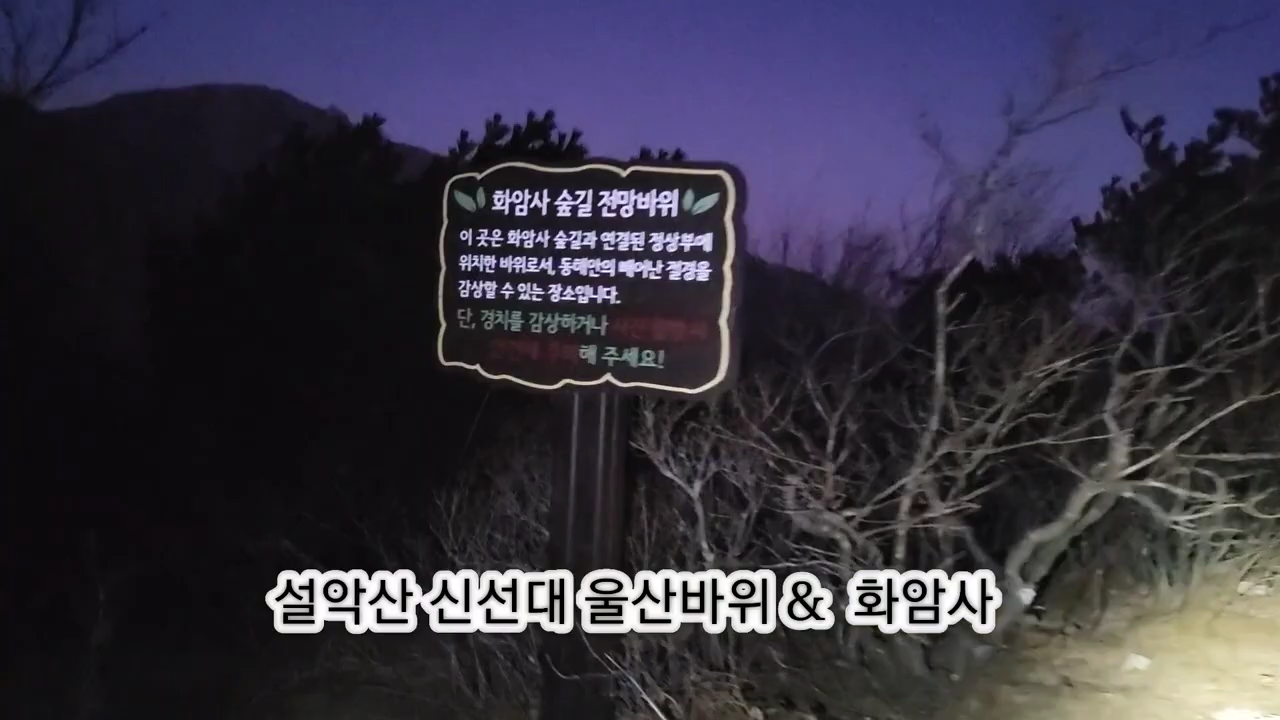 화암사 숲길 전망바위
이 곳은 화암사 숲길과 연결된 정상부에
위치한 바위로서, 동해안의 빼어난 절경을
감상할 수 있는 장소입니다.
단, 경치를 감상하거나
해 주세요!
설악산 신선대 울산바위 & 화암사